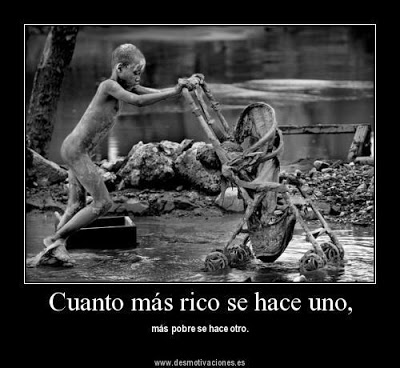 Cuanto más rico se hace uno,
más pobre se hace otro.
www.desmotivaciones.es